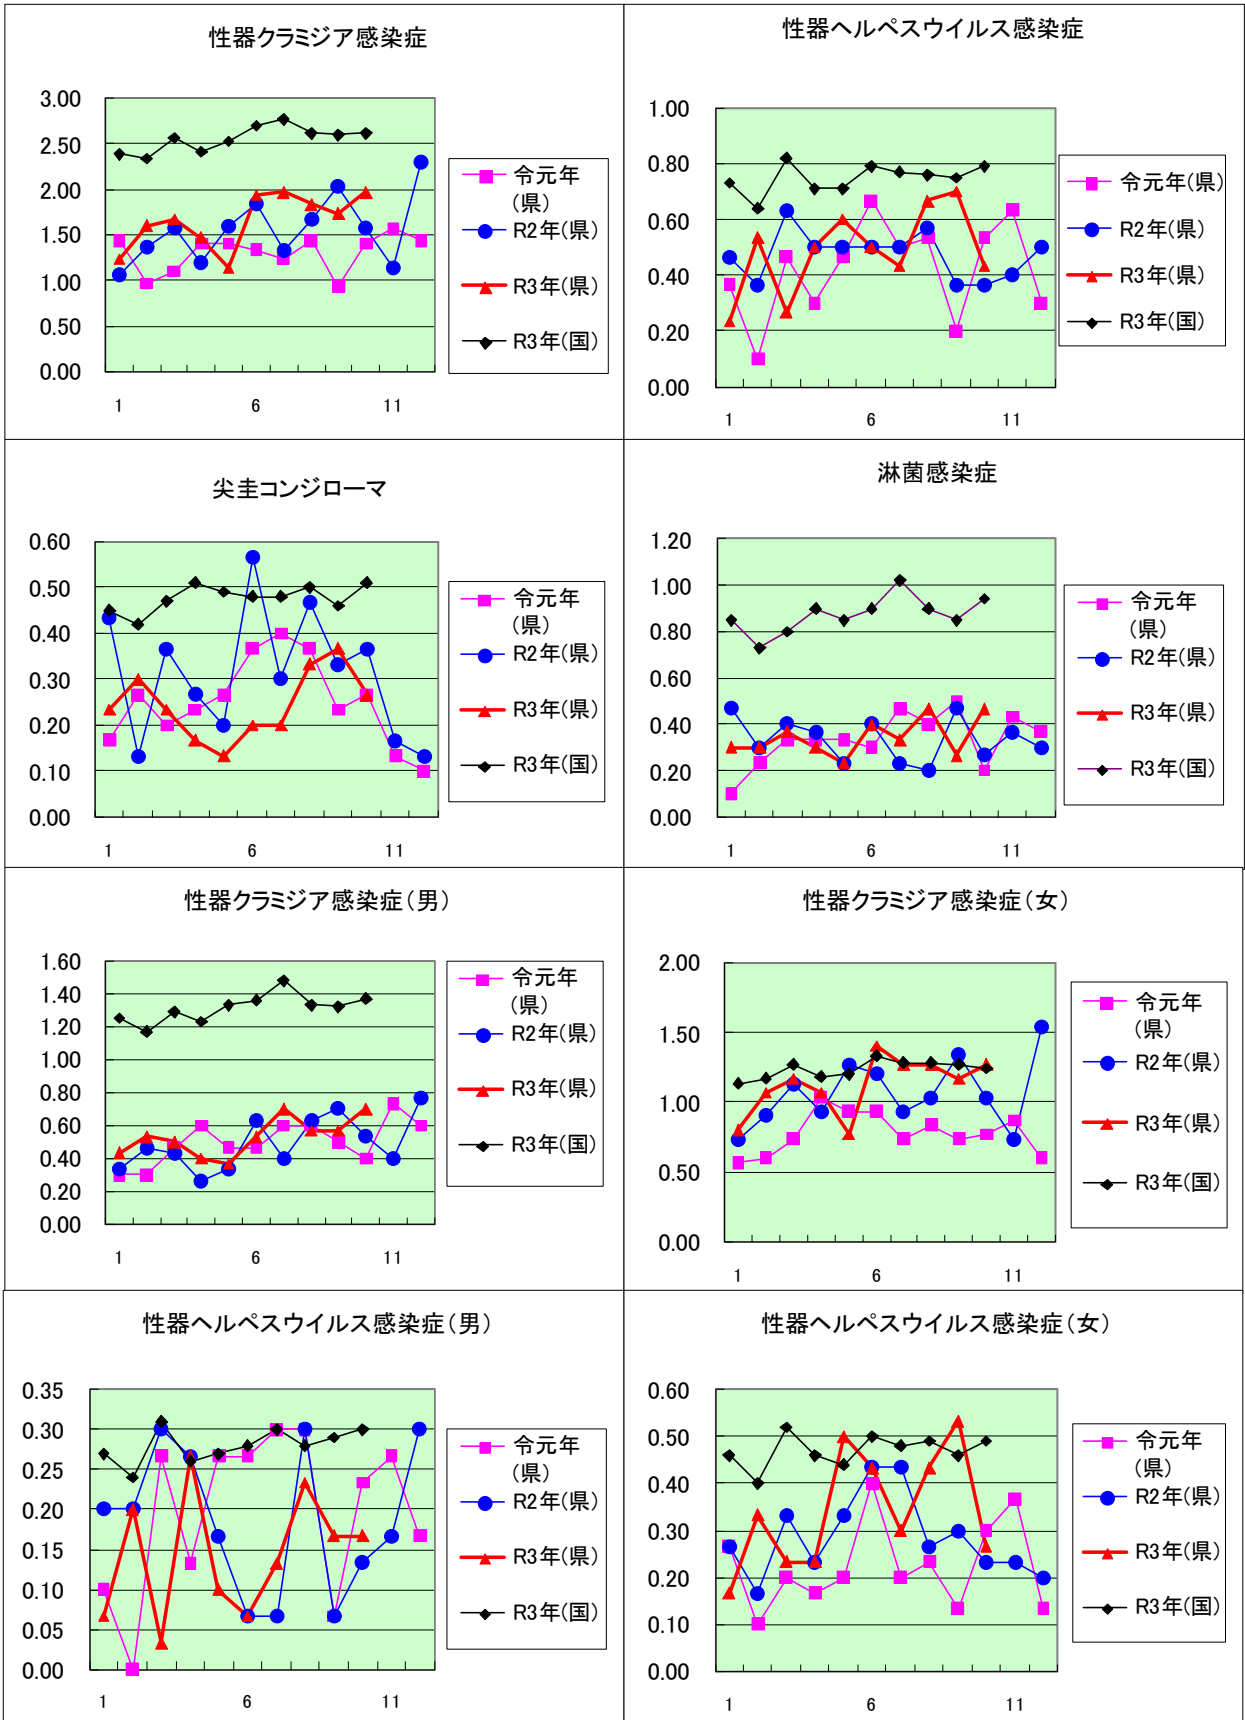 性器クラミジア感染症
3.00
2.50
2.00
1.50
1.00
0.50
0.00
1
6
11
令元年
(県)
R2年(県)
R3年(県)
R3年(国)
性器ヘルペスウイルス感染症
1.00
0.80
0.60
0.40
0.20
0.00
1
6
11
令元年(県)
R2年(県)
R3年(県)
R3年(国)
尖圭コンジローマ
0.60
0.50
0.40
0.30
0.20
0.10
0.00
1
6
11
令元年
(県)
R2年(県)
R3年(県)
R3年(国)
淋菌感染症
1.20
1.00
0.80
0.60
0.40
0.20
0.00
1
6
11
令元年
(県)
R2年(県)
R3年(県)
R3年(国)
性器クラミジア感染症(男)
1.60
1.40
1.20
1.00
0.80
0.60
0.40
0.20
0.00
1
6
11
令元年
(県)
R2年(県)
R3年(県)
R3年(国)
性器クラミジア感染症(女)
2.00
1.50
1.00
0.50
0.00
1
6
11
令元年
(県)
R2年(県)
R3年(県)
R3年(国)
性器ヘルペスウイルス感染症(男)
0.35
0.30
0.25
0.20
0.15
0.10
0.05
0.00
1
6
11
令元年
(県)
R2年(県)
R3年(県)
R3年(国)
性器ヘルペスウイルス感染症(女)
0.60
0.50
0.40
0.30
0.20
0.10
0.00
1
6
11
令元年
(県)
R2年(県)
R3年(県)
R3年(国)